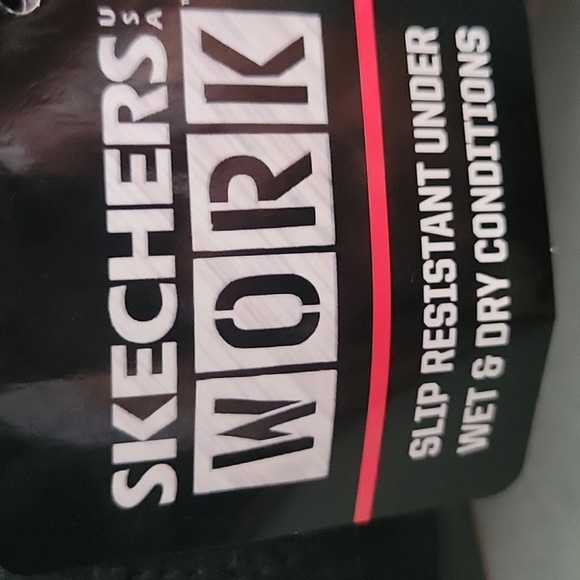 SKECHERS USA
WORK
SLIP RESISTANT UNDER
WET & DRY CONDITIONS